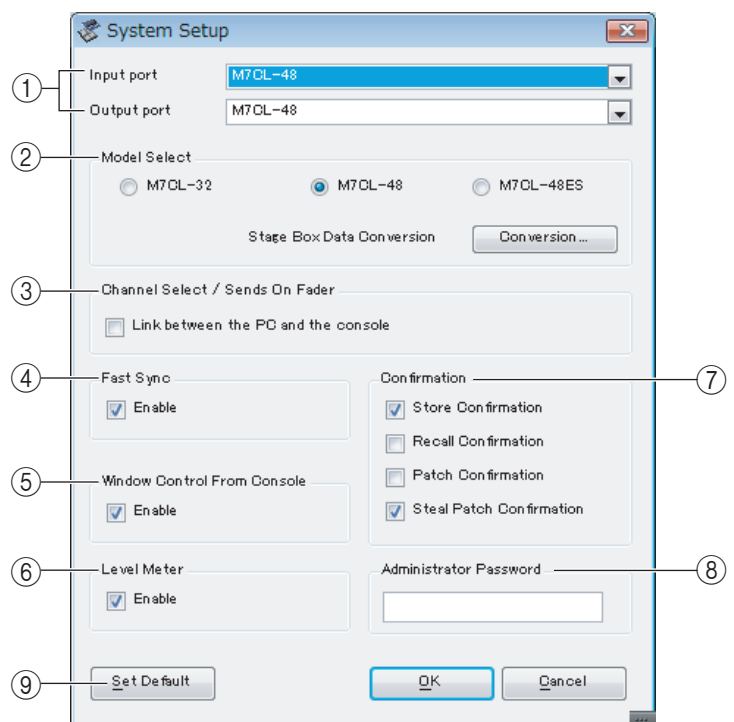 System Setup
① Input port M7CL-48
Output port M7CL-48
② Model Select
M7CL-32 M7CL-48 M7CL-48ES
Stage Box Data Conversion Conversion...
③ Channel Select / Sends On Fader
Link between the PC and the console
④ Fast Sync
Enable
Confirmation ⑦
Store Confirmation
Recall Confirmation
Patch Confirmation
Steal Patch Confirmation
⑤ Window Control From Console
Enable
⑥ Level Meter
Enable
Administrator Password ⑧
⑨ Set Default OK Cancel